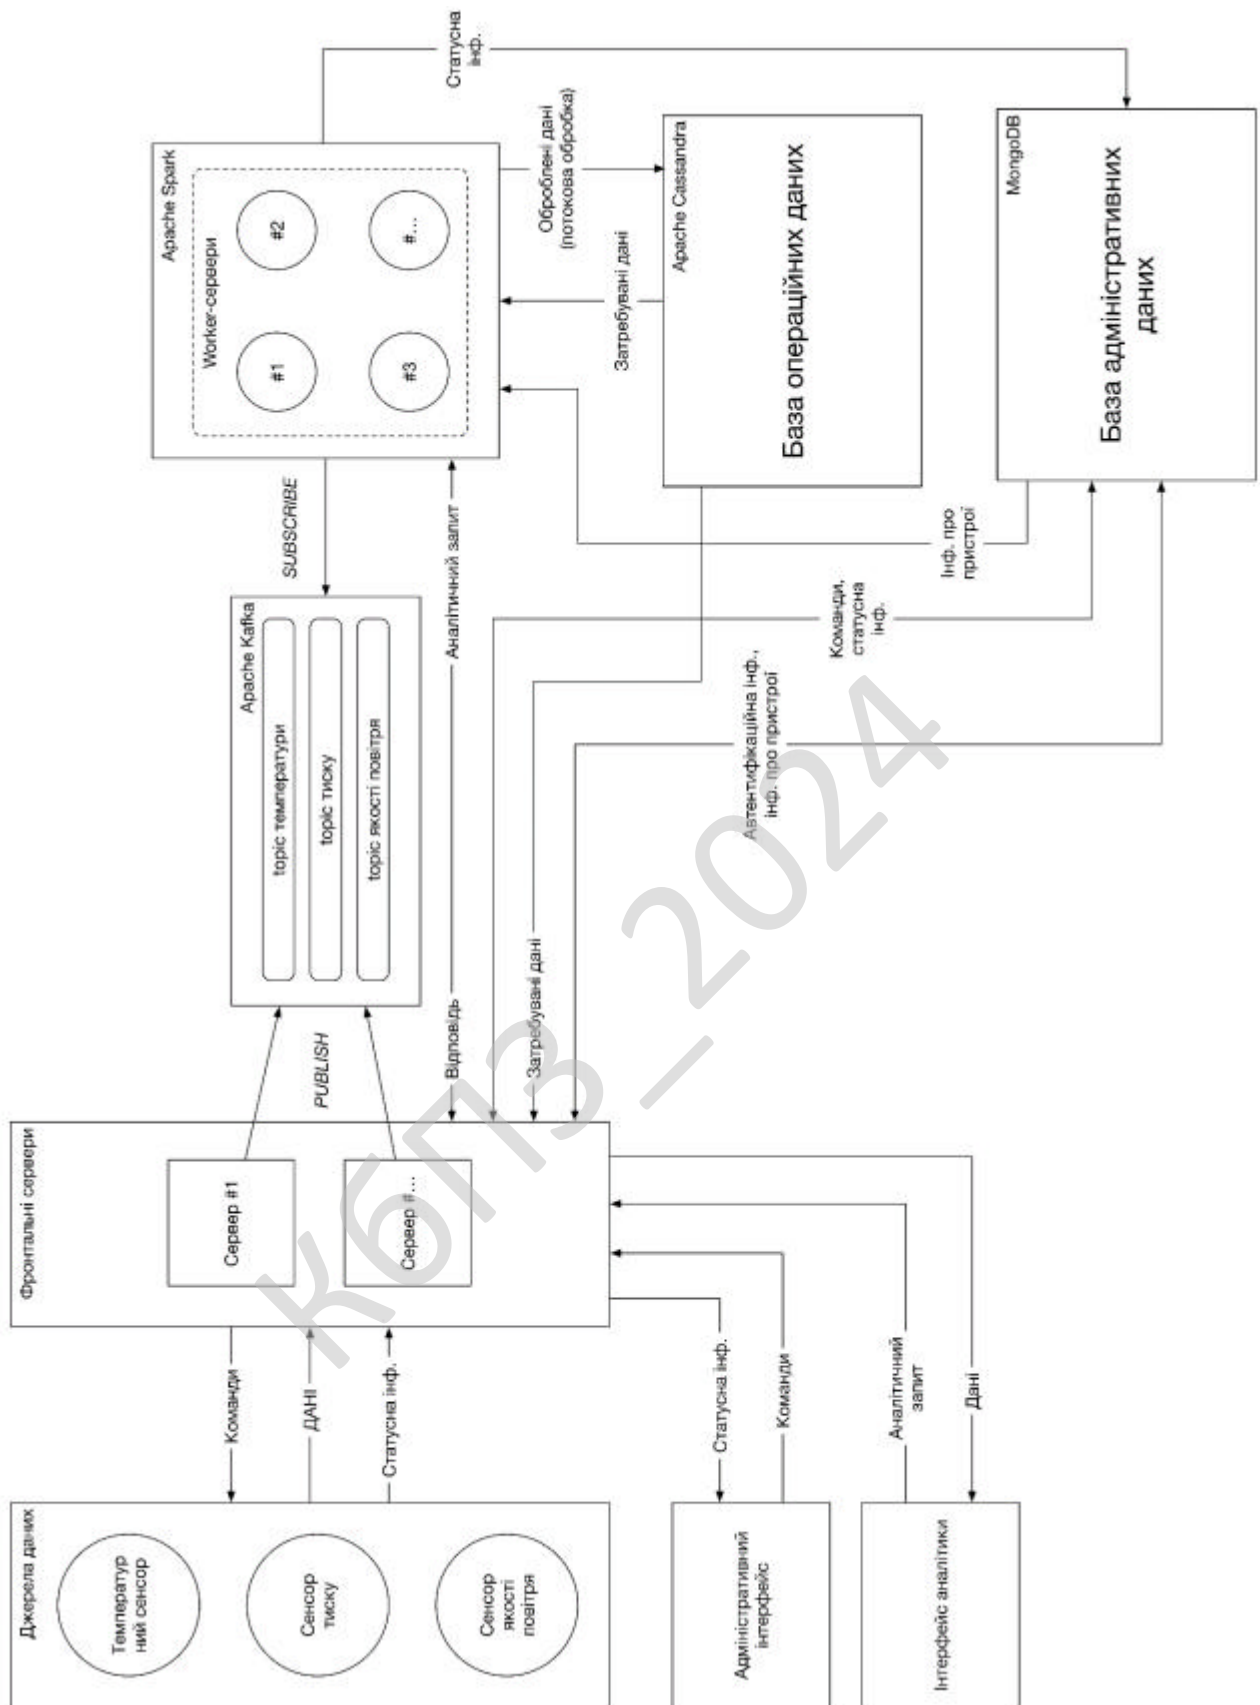 Джерела даних
Температур
ний сенсор
Сенсор
тиску
Сенсор
якості
повітря
Команди
ДАНІ
Статусна інф.
Фронтальні сервери
Сервер #1
Сервер #...
PUBLISH
Apache Kafka
topic температури
topic тиску
topic якості повітря
SUBSCRIBE
Apache Spark
Worker-сервери
#1
#2
#3
#...
Статусна
інф.
Відповідь
Аналітичний запит
Затребувані дані
Оброблені дані
(потокова обробка)
Затребувані дані
Apache Cassandra
База операційних даних
Автентифікаційна інф.,
інф. про пристрої
Команди,
статусна
інф.
Інф. про
пристрої
MongoDB
База адміністративних
даних
Адміністративний
інтерфейс
Статусна інф.
Команди
Інтерфейс аналітики
Аналітичний
запит
Дані
КбПЗ_2024